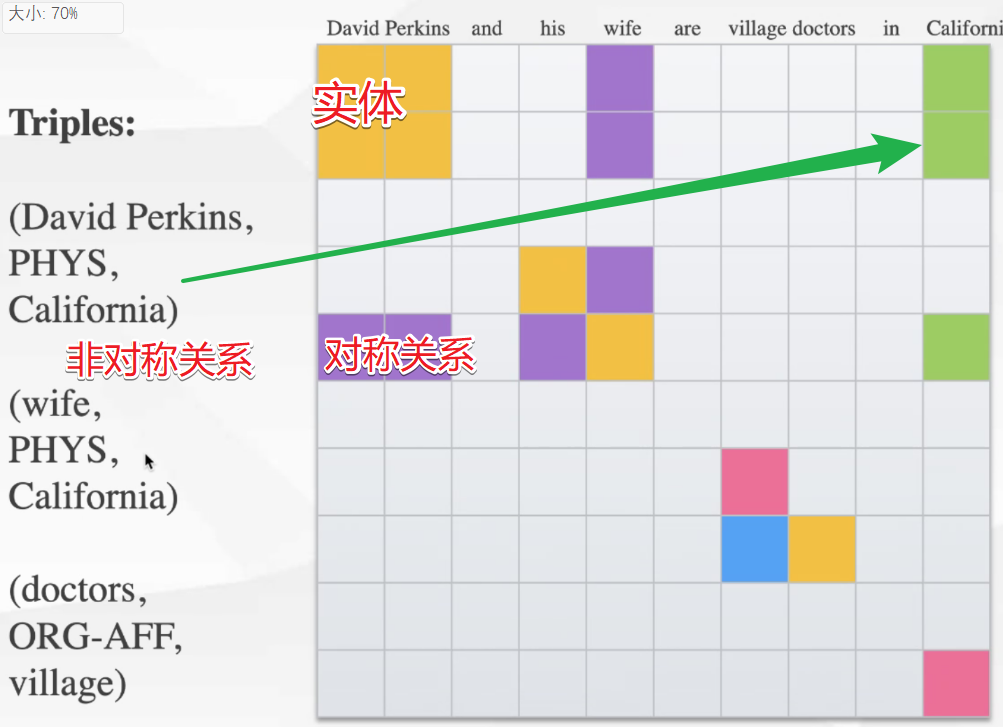 大小: 70%
David Perkins and his wife are village doctors in Californi
实体
Triples:
(David Perkins,
PHYS,
California)
非对称关系
对称关系
(wife,
PHYS,
California)
(doctors,
ORG-AFF,
village)